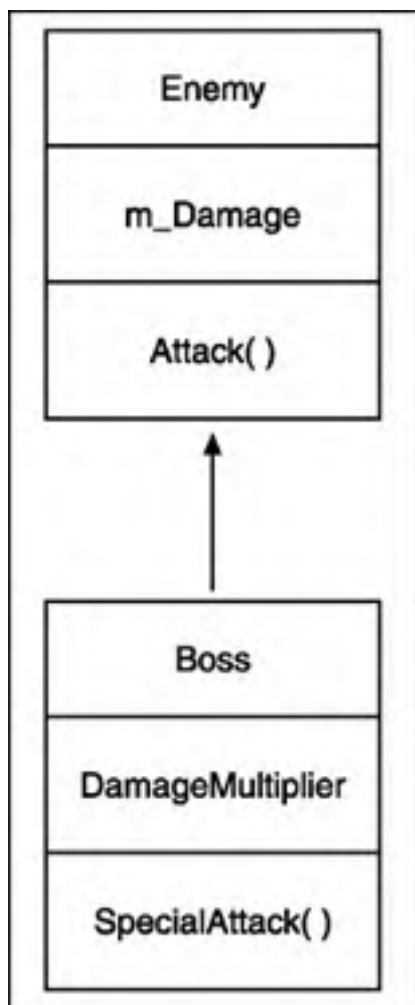 Enemy
m_Damage
Attack( )
Boss
DamageMultiplier
SpecialAttack( )